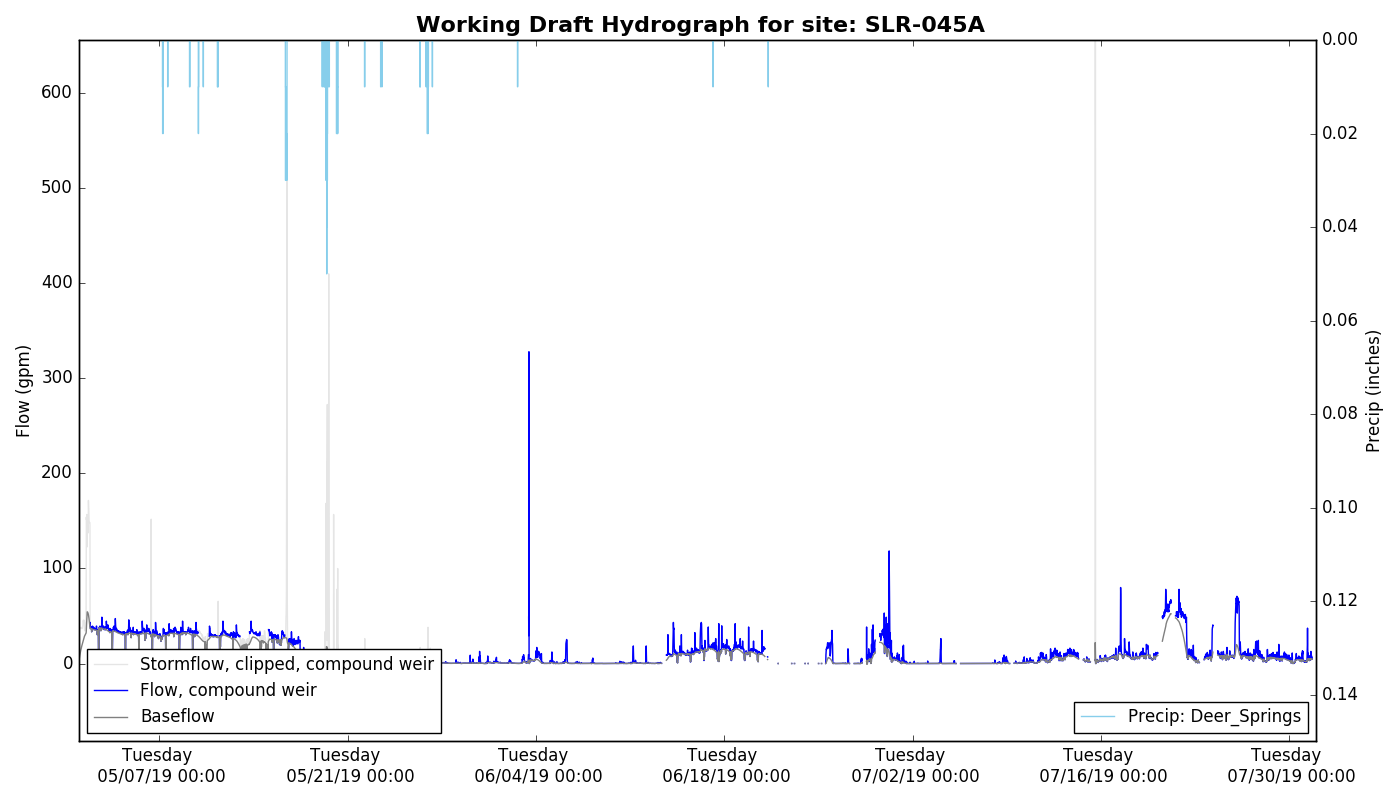 Working Draft Hydrograph for site: SLR-045A
0.00
600
0.02
500
0.04
400
0.06
Flow (gpm)
300
Precip (inches)
0.08
200
0.10
100
0.12
0
Stormflow, clipped, compound weir
Flow, compound weir
Baseflow
0.14
Precip: Deer_Springs
Tuesday Tuesday Tuesday Tuesday Tuesday Tuesday Tuesday
05/07/19 00:00 05/21/19 00:00 06/04/19 00:00 06/18/19 00:00 07/02/19 00:00 07/16/19 00:00 07/30/19 00:00